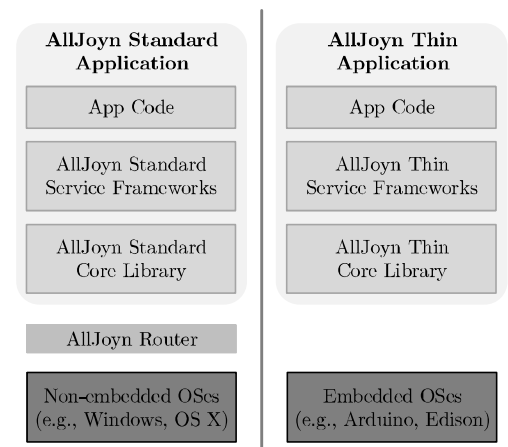 AllJoyn Standard
Application
App Code
AllJoyn Standard
Service Frameworks
AllJoyn Standard
Core Library
AllJoyn Router
Non-embedded OSes
(e.g., Windows, OS X)
AllJoyn Thin
Application
App Code
AllJoyn Thin
Service Frameworks
AllJoyn Thin
Core Library
Embedded OSes
(e.g., Arduino, Edison)